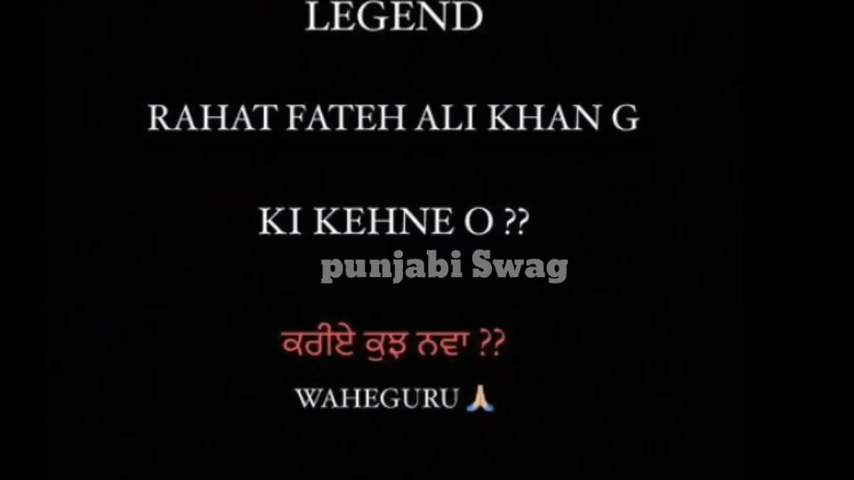 LEGEND
RAHAT FATEH ALI KHAN G
KI KEHNE O ??
punjabi Swag
ਕਰੀਏ ਕੁਝ ਨਵਾ ??
WAHEGURU 🙏🏼